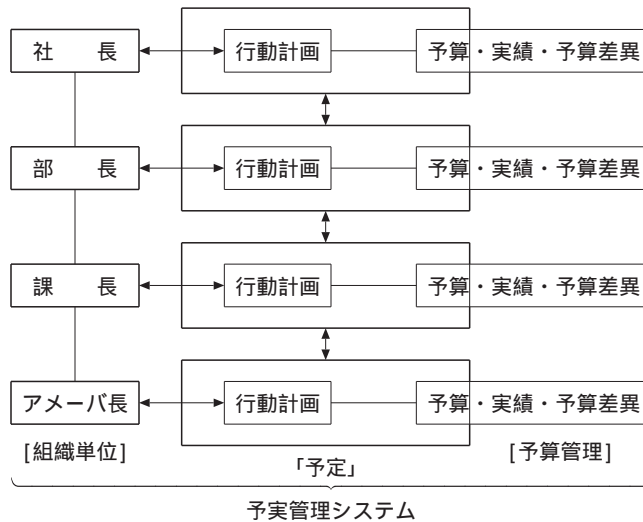 社　長 行動計画 予算・実績・予算差異
部　長 行動計画 予算・実績・予算差異
課　長 行動計画 予算・実績・予算差異
アメーバ長 行動計画 予算・実績・予算差異
[組織単位] 「予定」 [予算管理]
予実管理システム